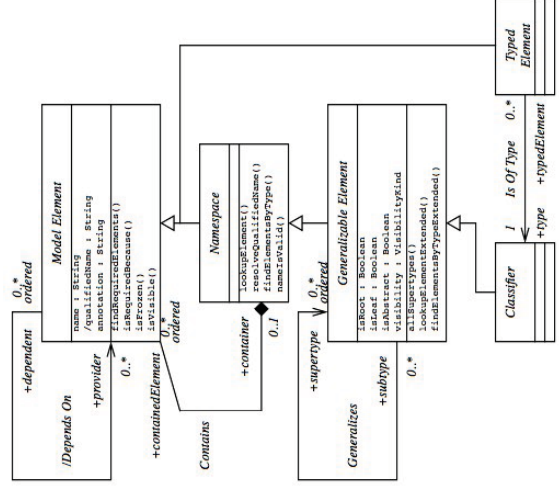 +dependent
0..*
ordered
Model Element
name : String
/qualifiedName : String
annotation : String
findRequiredElements()
isRequiredBecause()
isFrozen()
isVisible()
/Depends On
+provider
0..*
+containedElement
0..*
ordered
Contains
+container
0..1
Namespace
lookupElement()
resolveQualifiedName()
findElementsByType()
nameIsValid()
+supertype
0..*
ordered
Generalizable Element
isRoot : Boolean
isLeaf : Boolean
isAbstract : Boolean
visibility : VisibilityKind
allSupertypes()
lookupElementExtended()
findElementsByTypeExtended()
Generalizes
+subtype
0..*
Classifier
1
+type
Is Of Type
0..*
+typedElement
Typed
Element